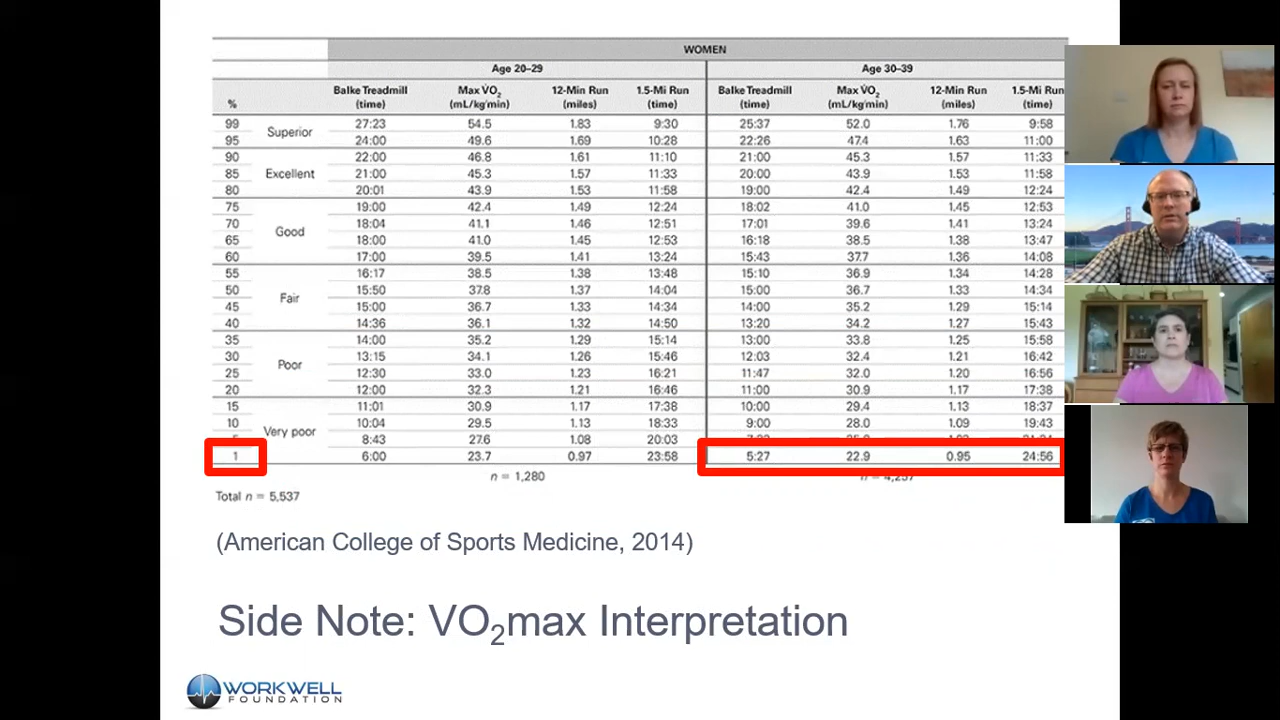 WOMEN
Age 20–29 Age 30–39
% Balke Treadmill (time) Max V̇O₂ (mL/kg/min) 12-Min Run (miles) 1.5-Mi Run (time) Balke Treadmill (time) Max V̇O₂ (mL/kg/min) 12-Min Run (miles) 1.5-Mi Run (time)
99 Superior 27:23 54.5 1.83 9:30 25:37 52.0 1.76 9:58
95 24:00 49.6 1.69 10:28 22:26 47.4 1.63 11:00
90 22:00 46.8 1.61 11:10 21:00 45.3 1.57 11:33
85 Excellent 21:00 45.3 1.57 11:33 20:00 43.9 1.53 11:58
80 20:01 43.9 1.53 11:58 19:00 42.4 1.49 12:24
75 19:00 42.4 1.49 12:24 18:02 41.0 1.45 12:53
70 Good 18:04 41.1 1.46 12:51 17:01 39.6 1.41 13:24
65 18:00 41.0 1.45 12:53 16:18 38.5 1.38 13:47
60 17:00 39.5 1.41 13:24 15:43 37.7 1.36 14:08
55 16:17 38.5 1.38 13:48 15:10 36.9 1.34 14:28
50 Fair 15:50 37.8 1.37 14:04 15:00 36.7 1.33 14:34
45 15:00 36.7 1.33 14:34 14:00 35.2 1.29 15:14
40 14:36 36.1 1.32 14:50 13:20 34.2 1.27 15:43
35 14:00 35.2 1.29 15:14 13:00 33.8 1.25 15:58
30 Poor 13:15 34.1 1.26 15:46 12:03 32.4 1.21 16:42
25 12:30 33.0 1.23 16:21 11:47 32.0 1.20 16:56
20 12:00 32.3 1.21 16:46 11:00 30.9 1.17 17:38
15 11:01 30.9 1.17 17:38 10:00 29.4 1.13 18:37
10 Very poor 10:04 29.5 1.13 18:33 9:00 28.0 1.09 19:43
8:43 27.6 1.08 20:03
1 6:00 23.7 0.97 23:58 5:27 22.9 0.95 24:56
n = 1,280
Total n = 5,537
(American College of Sports Medicine, 2014)
Side Note: VO₂max Interpretation
WORKWELL
FOUNDATION